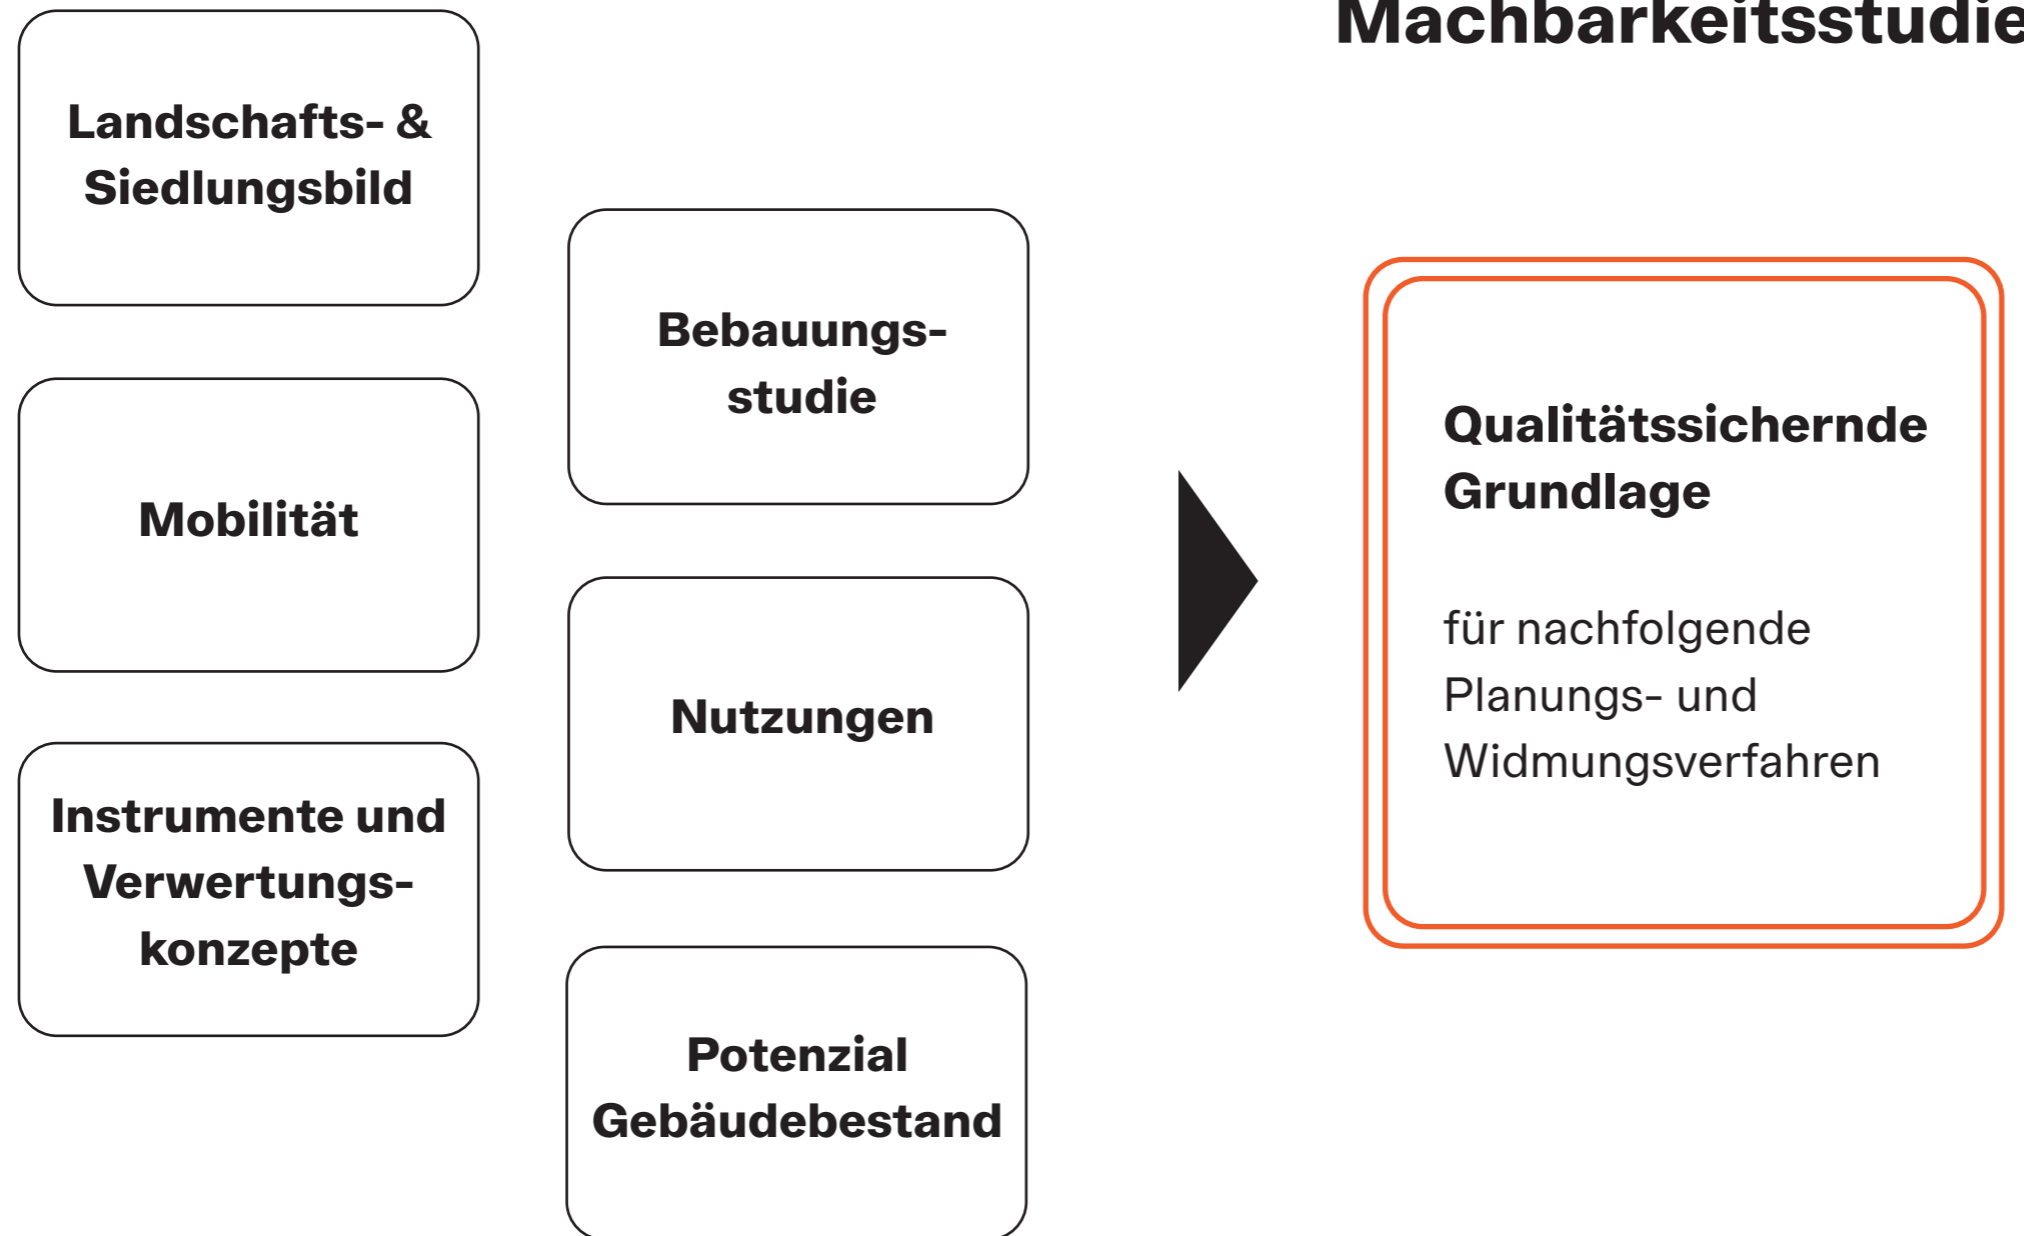 Machbarkeitsstudie
Landschafts- &
Siedlungsbild
Mobilität
Instrumente und
Verwertungs-
konzepte
Bebauungs-
studie
Nutzungen
Potenzial
Gebäudebestand
Qualitätssichernde
Grundlage
für nachfolgende
Planungs- und
Widmungsverfahren